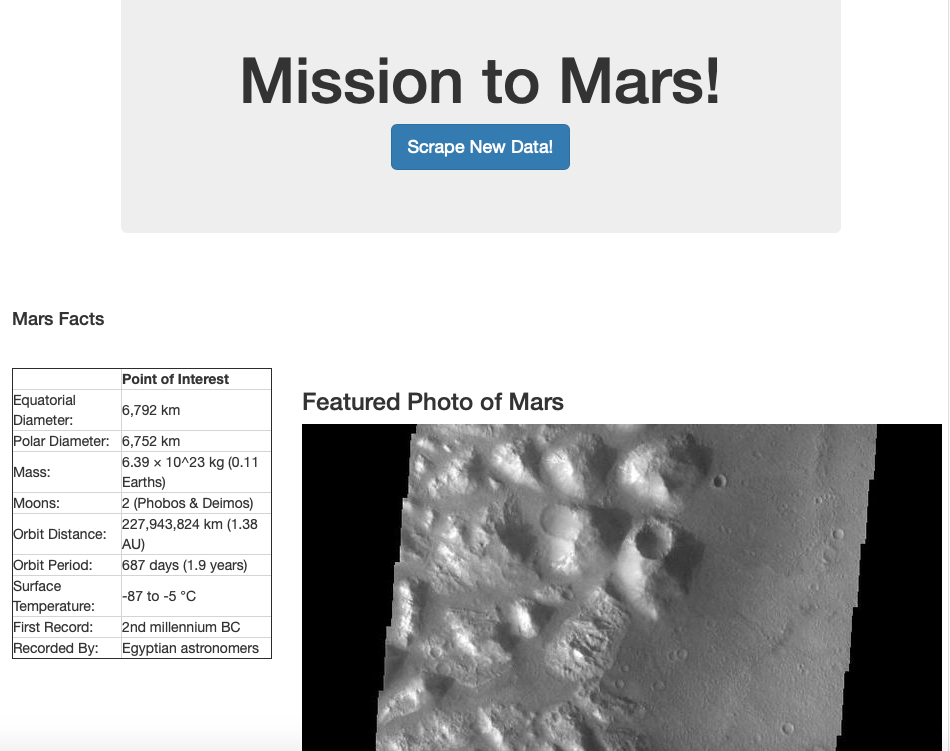 Mission to Mars!
Scrape New Data!
Mars Facts
Point of Interest
Equatorial
Diameter:
6,792 km
Polar Diameter:
6,752 km
Mass:
6.39 × 10^23 kg (0.11
Earths)
Moons:
2 (Phobos & Deimos)
Orbit Distance:
227,943,824 km (1.38
AU)
Orbit Period:
687 days (1.9 years)
Surface
Temperature:
-87 to -5 °C
First Record:
2nd millennium BC
Recorded By:
Egyptian astronomers
Featured Photo of Mars